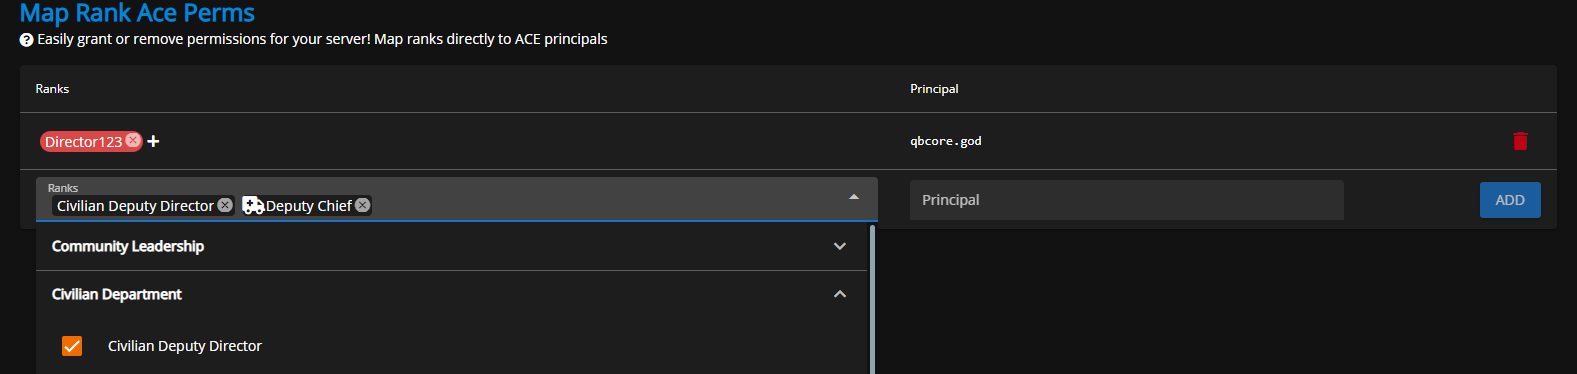 Map Rank Ace Perms
Easily grant or remove permissions for your server! Map ranks directly to ACE principals
Ranks Principal
Director123 qbcore.god
Ranks
Civilian Deputy Director Deputy Chief Principal ADD
Community Leadership
Civilian Department
Civilian Deputy Director